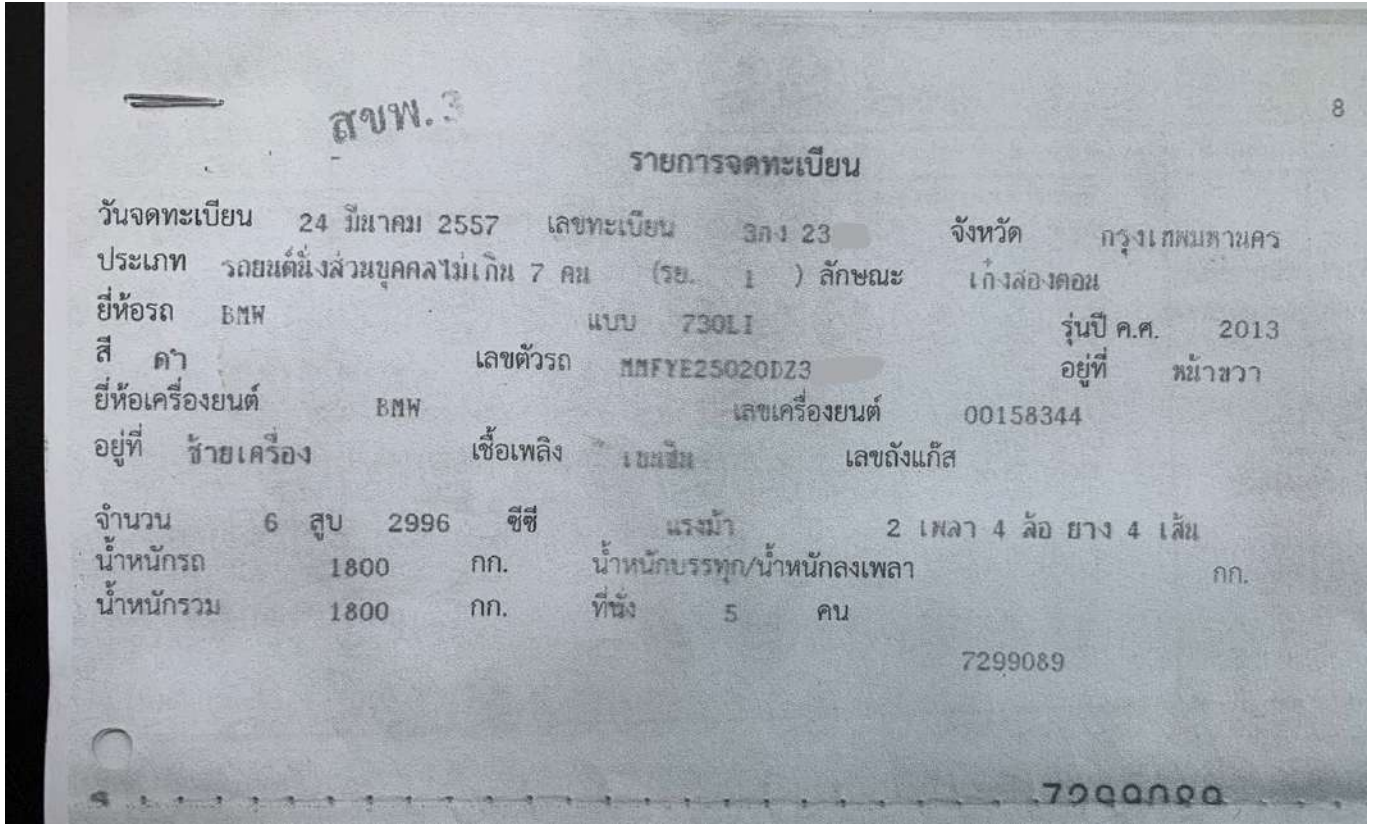 สขพ.3
8
รายการจดทะเบียน
วันจดทะเบียน 24 มีนาคม 2557 เลขทะเบียน 3กง 23 จังหวัด กรุงเทพมหานคร
ประเภท รถยนต์นั่งส่วนบุคคลไม่เกิน 7 คน (รย. 1 ) ลักษณะ เก๋งสองตอน
ยี่ห้อรถ BMW แบบ 730LI รุ่นปี ค.ศ. 2013
สี ดำ เลขตัวรถ MMFYE25020DZ3 อยู่ที่ หน้าขวา
ยี่ห้อเครื่องยนต์ BMW เลขเครื่องยนต์ 00158344
อยู่ที่ ซ้ายเครื่อง เชื้อเพลิง เบนซิน เลขถังแก๊ส
จำนวน 6 สูบ 2996 ซีซี แรงม้า 2 เพลา 4 ล้อ ยาง 4 เส้น
น้ำหนักรถ 1800 กก. น้ำหนักบรรทุก/น้ำหนักลงเพลา กก.
น้ำหนักรวม 1800 กก. ที่นั่ง 5 คน
7299089
7299089